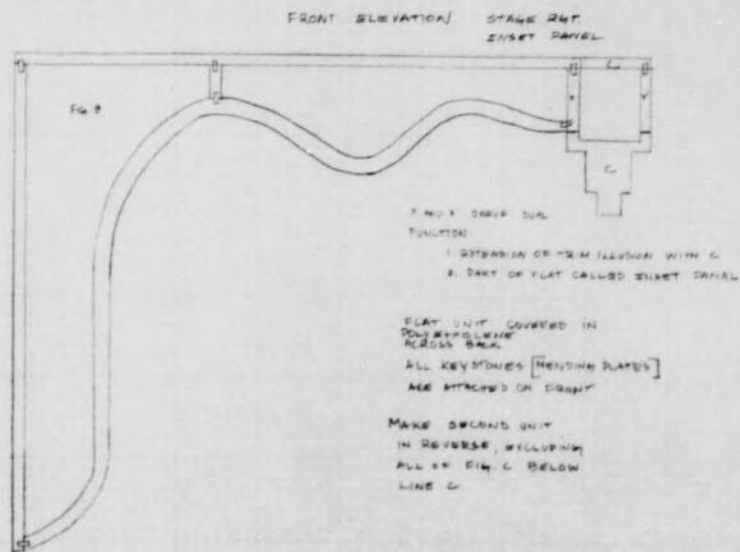 FRONT ELEVATION STAGE RGT.
INSET PANEL
FIG
C
X
Y
C
AND SERVE DUAL
FUNCTION
1. EXTENSION OF TRIM ILLUSION WITH C
2. PART OF FLAT CALLED INSET PANEL
FLAT UNIT COVERED IN
POLYETHOLENE
ACROSS BACK
ALL KEYSTONES [MENDING PLATES]
ARE ATTACHED ON FRONT
MAKE SECOND UNIT
IN REVERSE, EXCLUDING
ALL OF FIG. C BELOW
LINE C